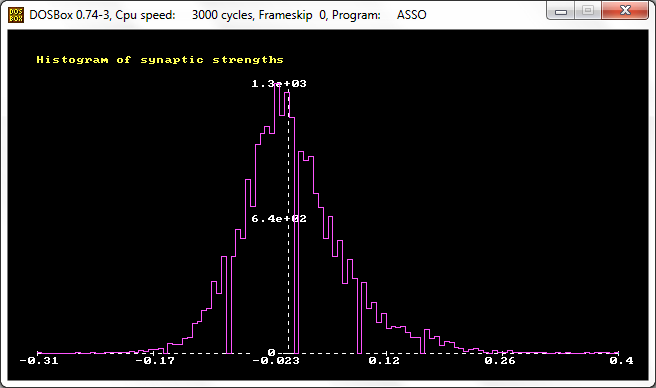 DOSBox 0.74-3, Cpu speed: 3000 cycles, Frameskip 0, Program: ASSO
Histogram of synaptic strengths
1.3e+03
6.4e+02
0
-0.31 -0.17 -0.023 0.12 0.26 0.4